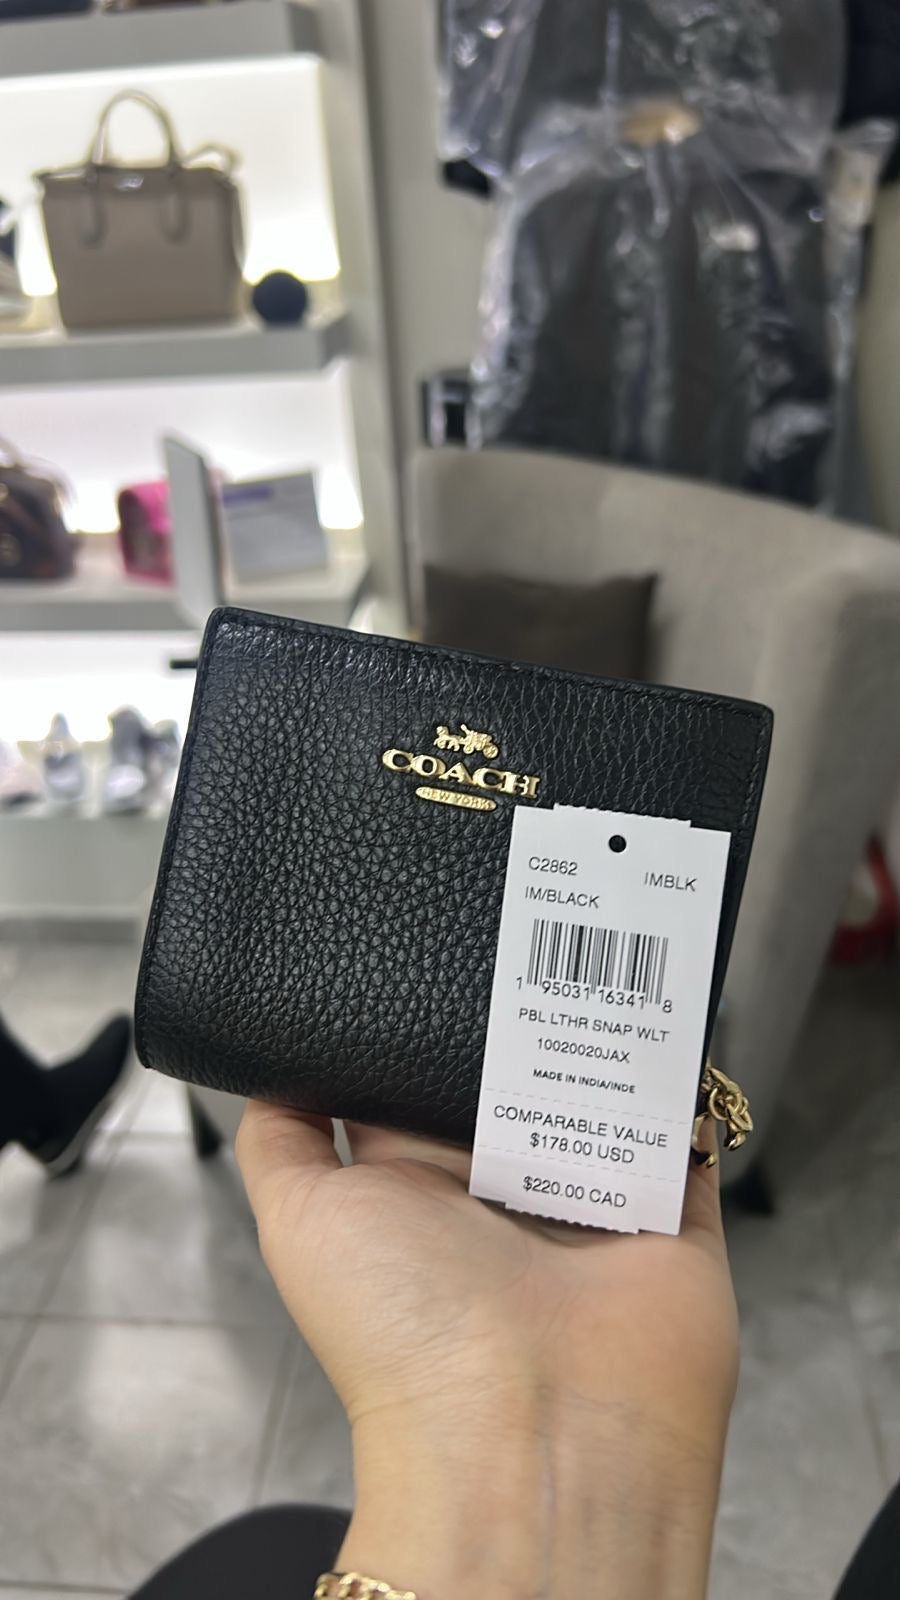 COACH
NEW YORK
C2862 IMBLK
IM/BLACK
1 95031 16341 8
PBL LTHR SNAP WLT
10020020JAX
MADE IN INDIA/INDE
COMPARABLE VALUE
$178.00 USD
$220.00 CAD